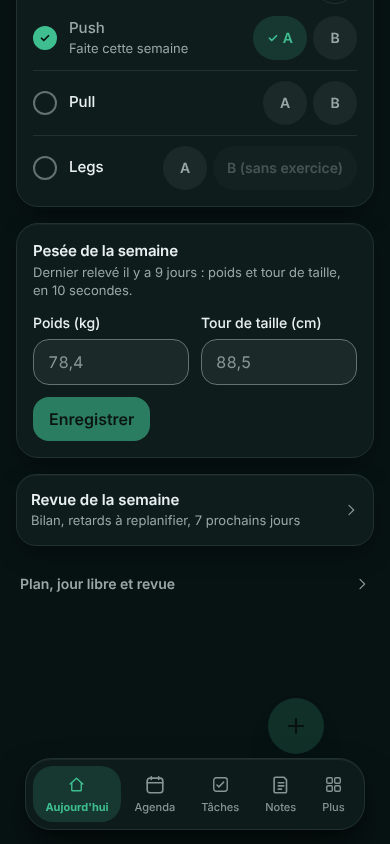 Push
Faite cette semaine
A
B
Pull
A
B
Legs
A
B (sans exercice)
Pesée de la semaine
Dernier relevé il y a 9 jours : poids et tour de taille,
en 10 secondes.
Poids (kg)
Tour de taille (cm)
78,4
88,5
Enregistrer
Revue de la semaine
Bilan, retards à replanifier, 7 prochains jours
Plan, jour libre et revue
Aujourd'hui
Agenda
Tâches
Notes
Plus